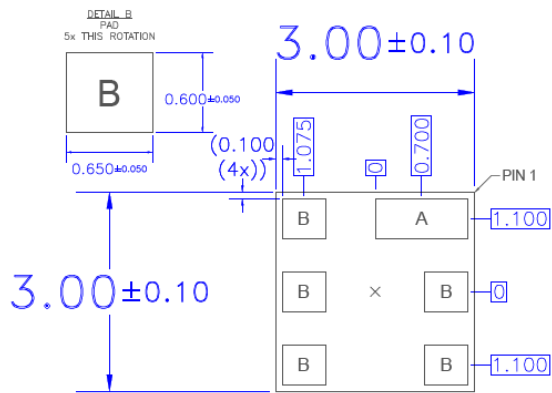 DETAIL B
PAD
5x THIS ROTATION
B
0.600±0.050
0.650±0.050
3.00±0.10
(0.100
(4x))
1.075
0
0.700
PIN 1
B
A
1.100
3.00±0.10
B
×
B
0
B
B
1.100